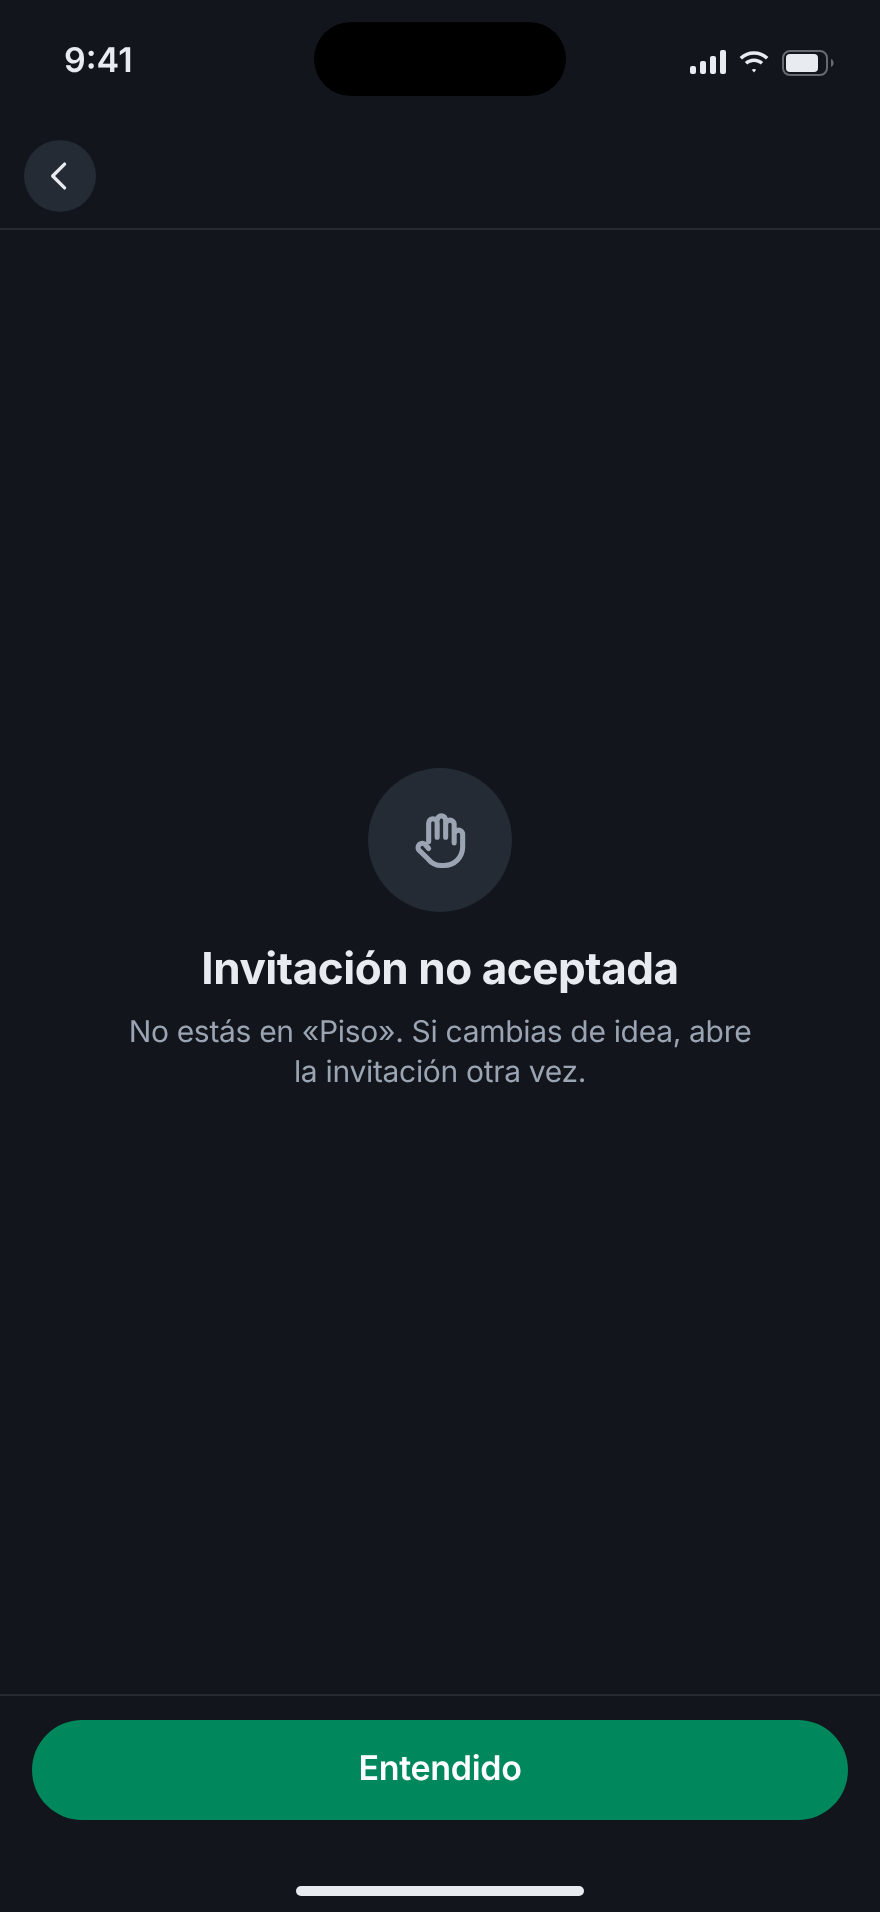 9:41
Invitación no aceptada
No estás en «Piso». Si cambias de idea, abre
la invitación otra vez.
Entendido